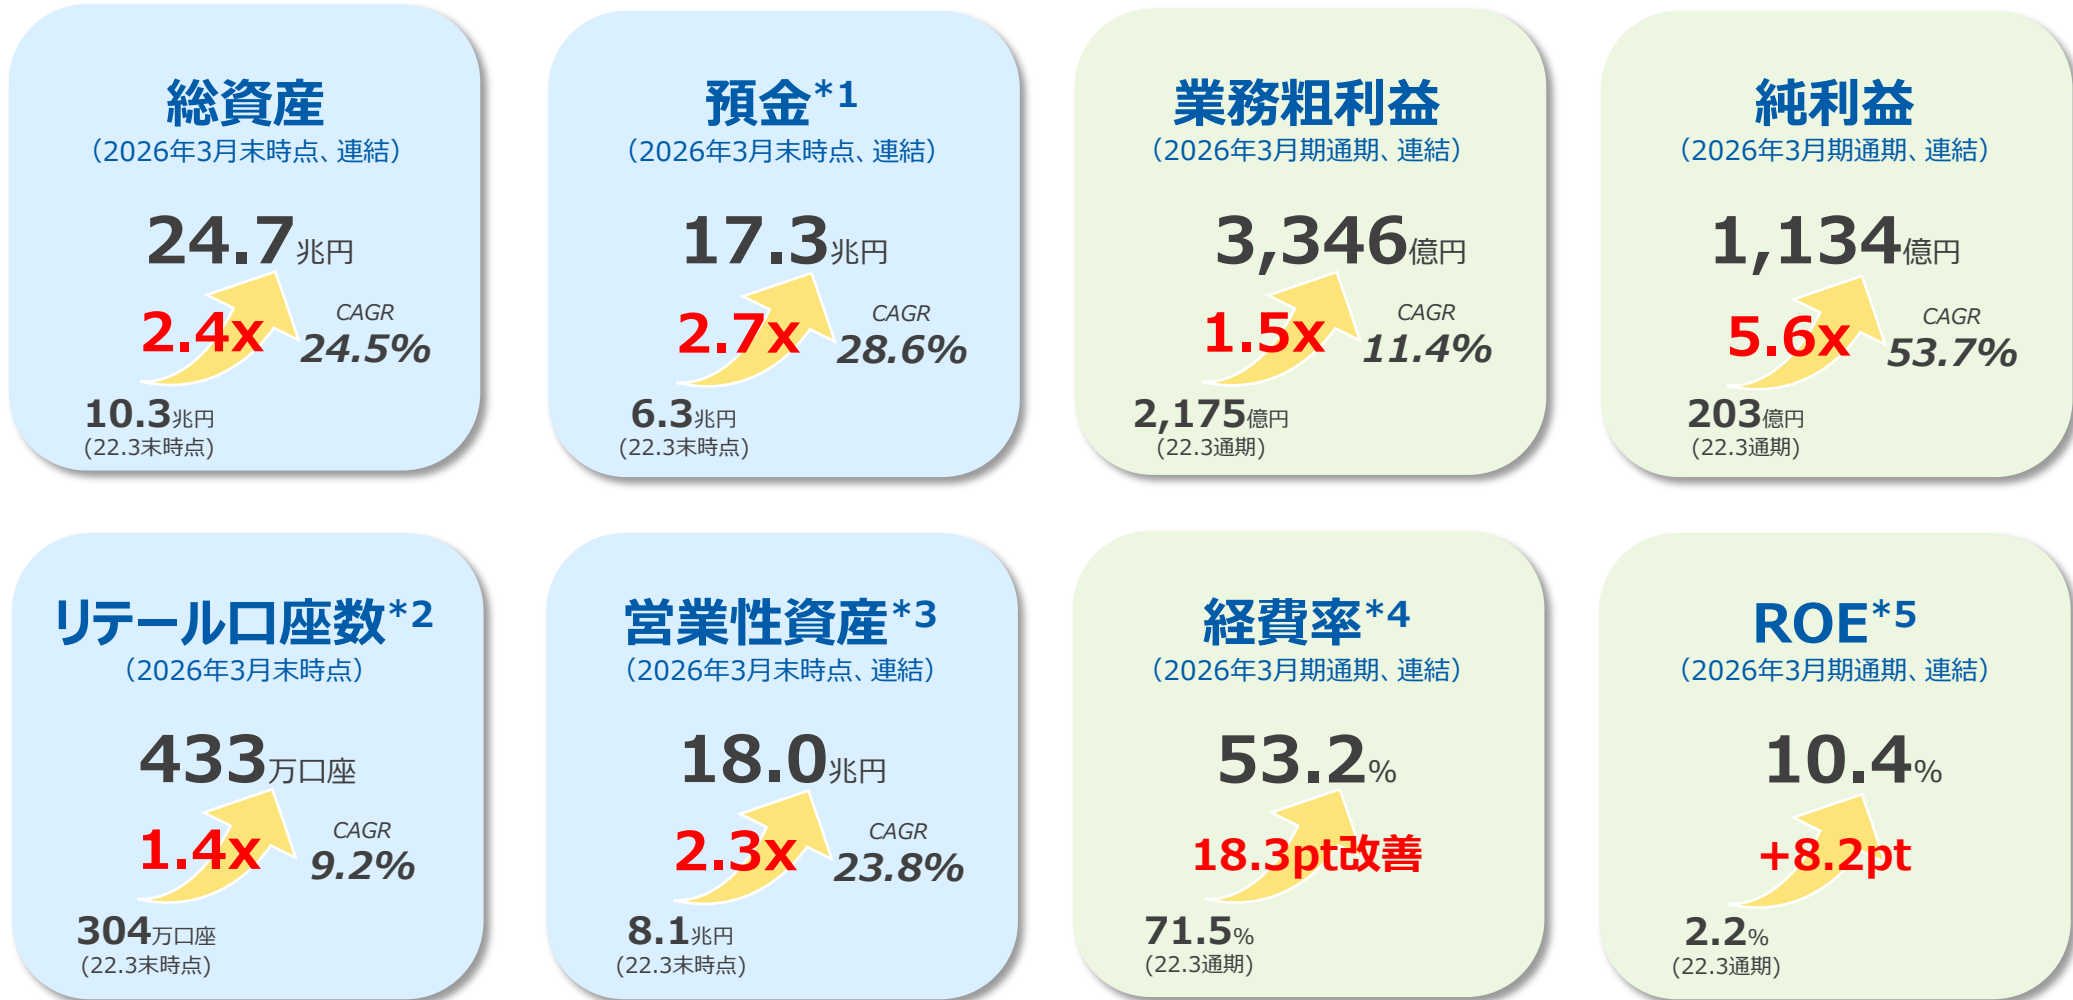 総資産
（2026年3月末時点、連結）
24.7兆円
2.4x
CAGR
24.5%
10.3兆円
(22.3末時点)
預金*1
（2026年3月末時点、連結）
17.3兆円
2.7x
CAGR
28.6%
6.3兆円
(22.3末時点)
業務粗利益
（2026年3月期通期、連結）
3,346億円
1.5x
CAGR
11.4%
2,175億円
(22.3通期)
純利益
（2026年3月期通期、連結）
1,134億円
5.6x
CAGR
53.7%
203億円
(22.3通期)
リテール口座数*2
（2026年3月末時点）
433万口座
1.4x
CAGR
9.2%
304万口座
(22.3末時点)
営業性資産*3
（2026年3月末時点、連結）
18.0兆円
2.3x
CAGR
23.8%
8.1兆円
(22.3末時点)
経費率*4
（2026年3月期通期、連結）
53.2%
18.3pt改善
71.5%
(22.3通期)
ROE*5
（2026年3月期通期、連結）
10.4%
+8.2pt
2.2%
(22.3通期)